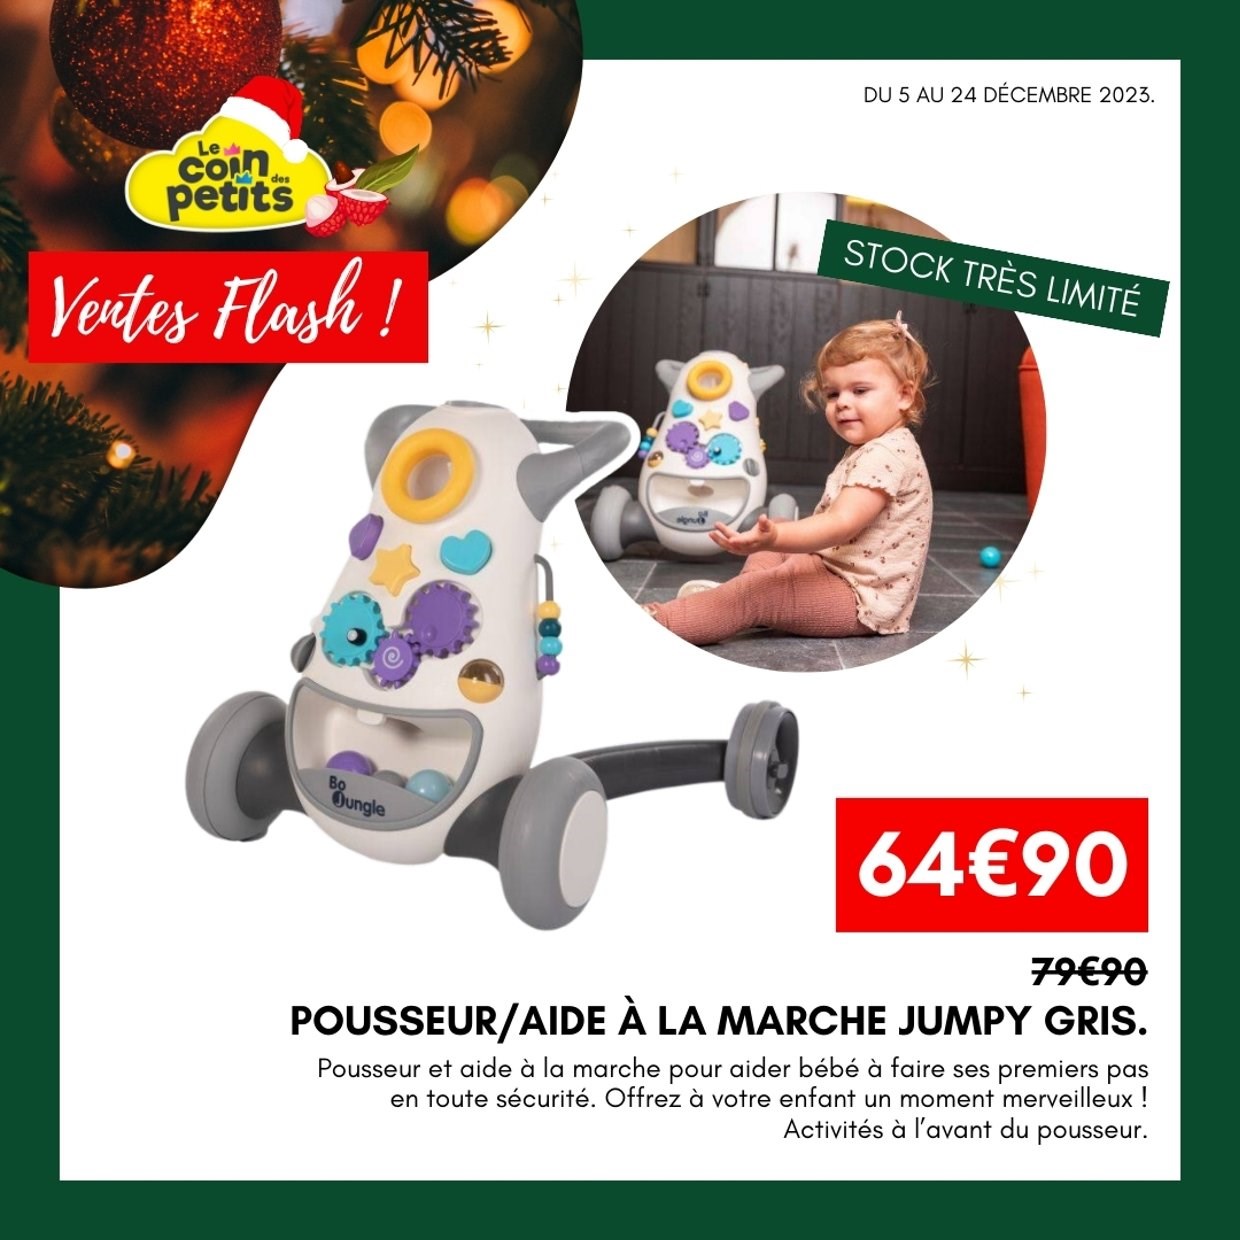 DU 5 AU 24 DÉCEMBRE 2023.
Le
coin
des
petits
Ventes Flash !
STOCK TRÈS LIMITÉ
Bo
Jungle
Bo
Jungle
64€90
79€90
POUSSEUR/AIDE À LA MARCHE JUMPY GRIS.
Pousseur et aide à la marche pour aider bébé à faire ses premiers pas
en toute sécurité. Offrez à votre enfant un moment merveilleux !
Activités à l’avant du pousseur.